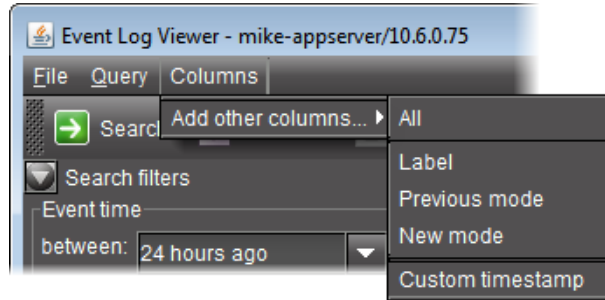 Event Log Viewer - mike-appserver/10.6.0.75
File Query Columns
Add other columns...
All
Label
Previous mode
New mode
Custom timestamp
Searc
Search filters
Event time
between: 24 hours ago